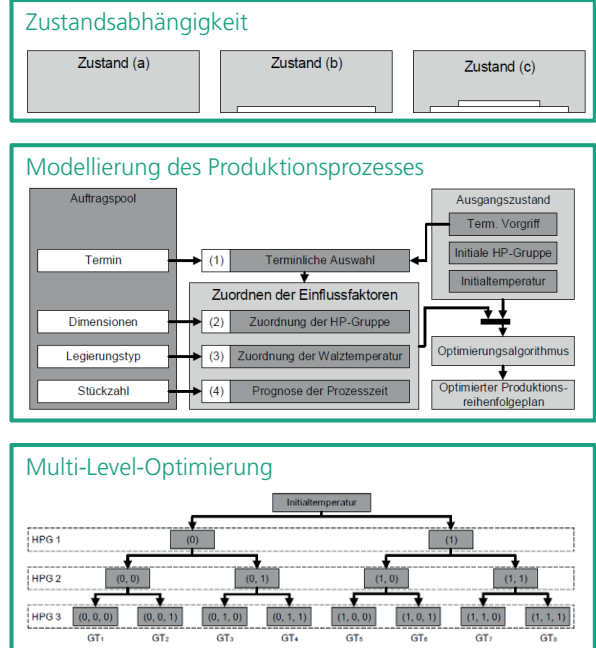 Zustandsabhängigkeit
Zustand (a)
Zustand (b)
Zustand (c)
Modellierung des Produktionsprozesses
Auftragspool
Ausgangszustand
Term. Vorgriff
Initiale HP-Gruppe
Initialtemperatur
Termin
(1) Terminliche Auswahl
Zuordnen der Einflussfaktoren
Dimensionen
(2) Zuordnung der HP-Gruppe
Legierungstyp
(3) Zuordnung der Walztemperatur
Stückzahl
(4) Prognose der Prozesszeit
Optimierungsalgorithmus
Optimierter Produktions-
reihenfolgeplan
Multi-Level-Optimierung
Initialtemperatur
HPG 1 (0) (1)
HPG 2 (0, 0) (0, 1) (1, 0) (1, 1)
HPG 3 (0, 0, 0) (0, 0, 1) (0, 1, 0) (0, 1, 1) (1, 0, 0) (1, 0, 1) (1, 1, 0) (1, 1, 1)
GT₁ GT₂ GT₃ GT₄ GT₅ GT₆ GT₇ GT₈